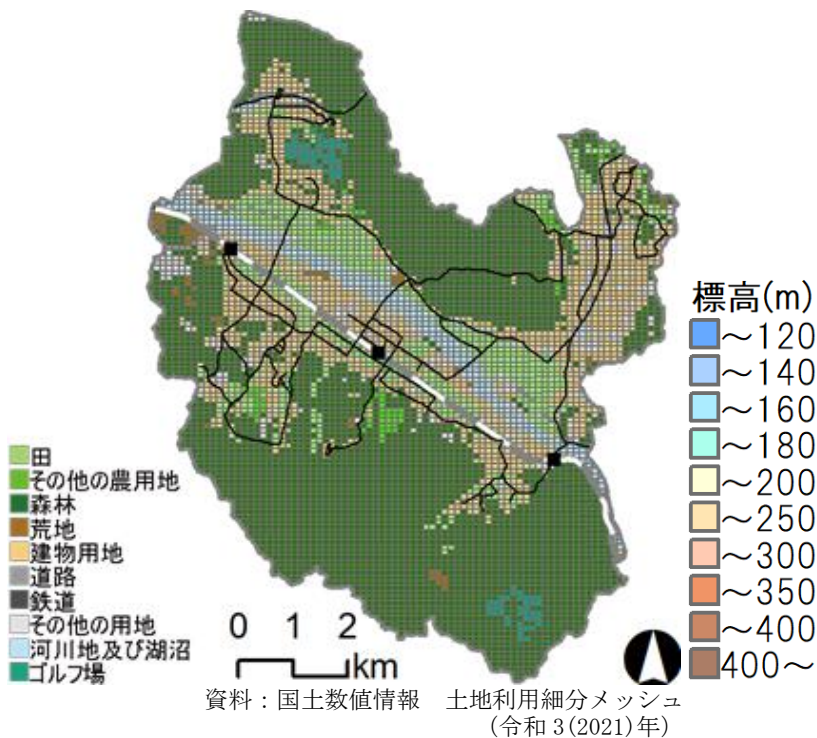 標高(m)
～120
～140
～160
～180
～200
～250
～300
～350
～400
400～
田
その他の農用地
森林
荒地
建物用地
道路
鉄道
その他の用地
河川地及び湖沼
ゴルフ場
0 1 2
km
資料：国土数値情報 土地利用細分メッシュ
(令和3(2021)年)